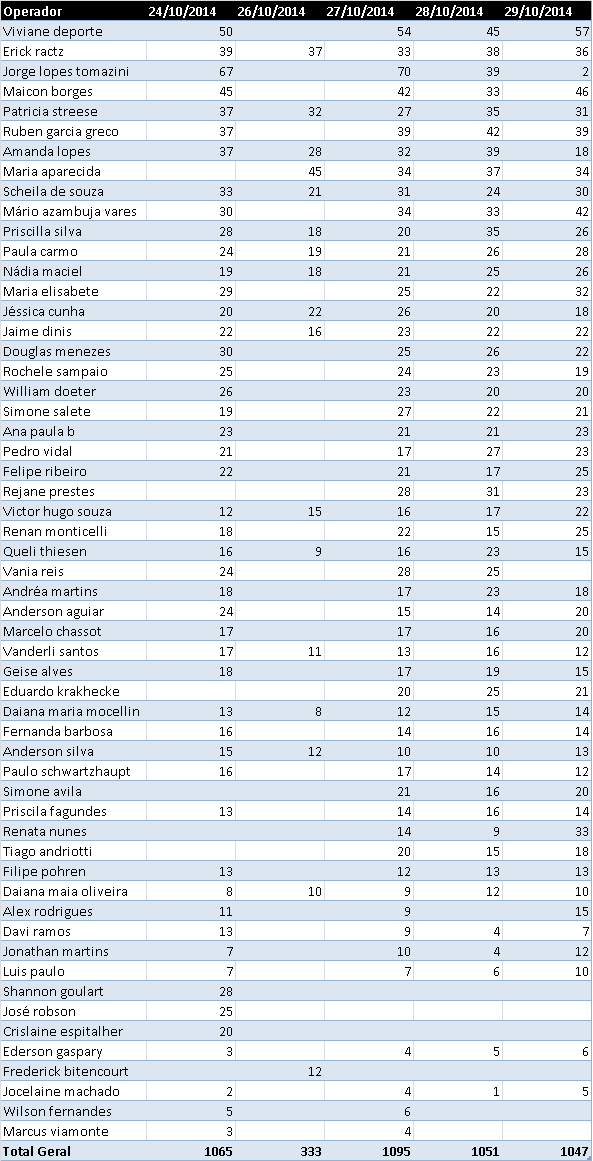 Operador 24/10/2014 26/10/2014 27/10/2014 28/10/2014 29/10/2014
Viviane deporte 50 54 45 57
Erick ractz 39 37 33 38 36
Jorge lopes tomazini 67 70 39 2
Maicon borges 45 42 33 46
Patricia streese 37 32 27 35 31
Ruben garcia greco 37 39 42 39
Amanda lopes 37 28 32 39 18
Maria aparecida 45 34 37 34
Scheila de souza 33 21 31 24 30
Mário azambuja vares 30 34 33 42
Priscilla silva 28 18 20 35 26
Paula carmo 24 19 21 26 28
Nádia maciel 19 18 21 25 26
Maria elisabete 29 25 22 32
Jéssica cunha 20 22 26 20 18
Jaime dinis 22 16 23 22 22
Douglas menezes 30 25 26 22
Rochele sampaio 25 24 23 19
William doeter 26 23 20 20
Simone salete 19 27 22 21
Ana paula b 23 21 21 23
Pedro vidal 21 17 27 23
Felipe ribeiro 22 21 17 25
Rejane prestes 28 31 23
Victor hugo souza 12 15 16 17 22
Renan monticelli 18 22 15 25
Queli thiesen 16 9 16 23 15
Vania reis 24 28 25
Andréa martins 18 17 23 18
Anderson aguiar 24 15 14 20
Marcelo chassot 17 17 16 20
Vanderli santos 17 11 13 16 12
Geise alves 18 17 19 15
Eduardo krakhecke 20 25 21
Daiana maria mocellin 13 8 12 15 14
Fernanda barbosa 16 14 16 14
Anderson silva 15 12 10 10 13
Paulo schwartzhaupt 16 17 14 12
Simone avila 21 16 20
Priscila fagundes 13 14 16 14
Renata nunes 14 9 33
Tiago andriotti 20 15 18
Filipe pohren 13 12 13 13
Daiana maia oliveira 8 10 9 12 10
Alex rodrigues 11 9 15
Davi ramos 13 9 4 7
Jonathan martins 7 10 4 12
Luis paulo 7 7 6 10
Shannon goulart 28
José robson 25
Crislaine espitalher 20
Ederson gaspary 3 4 5 6
Frederick bitencourt 12
Jocelaine machado 2 4 1 5
Wilson fernandes 5 6
Marcus viamonte 3 4
Total Geral 1065 333 1095 1051 1047